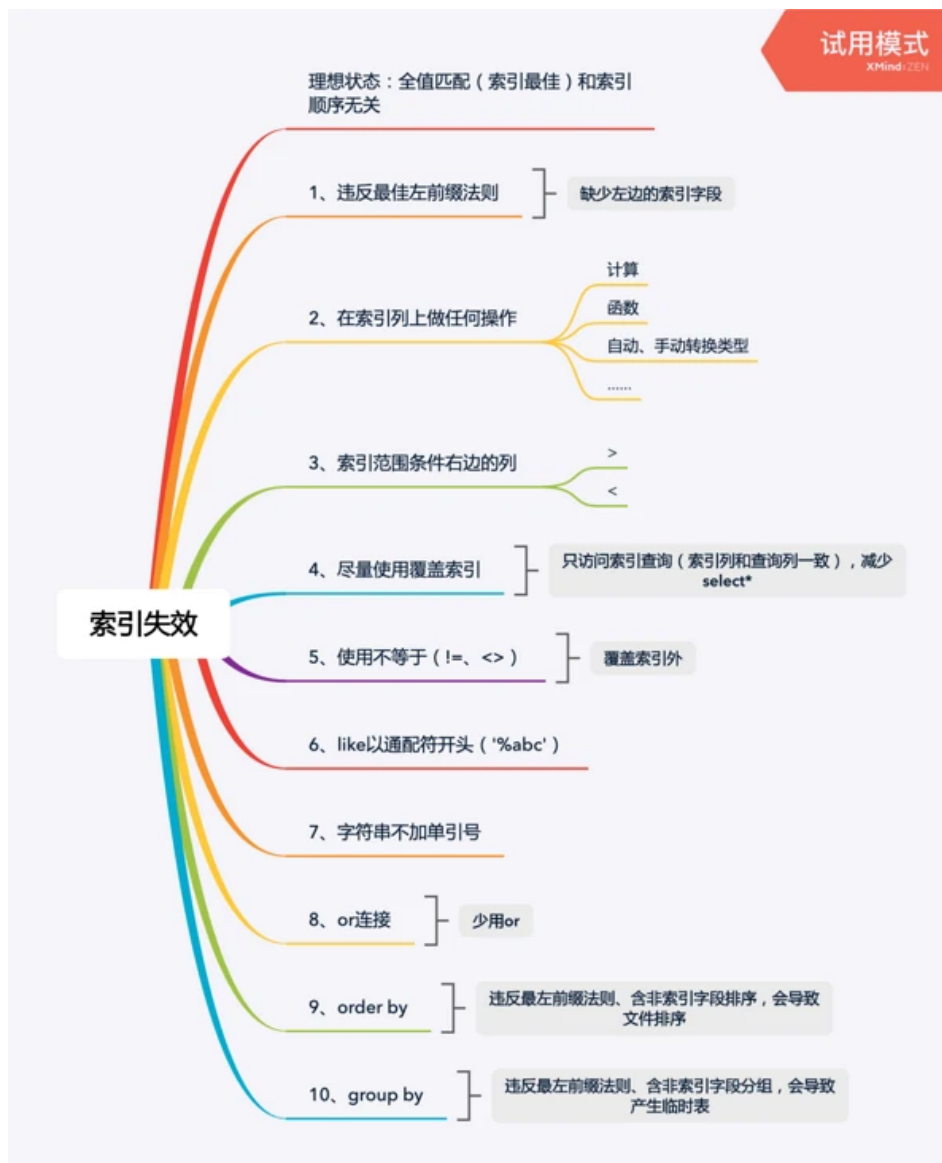 试用模式
XMind:ZEN
理想状态：全值匹配（索引最佳）和索引
顺序无关
1、违反最佳左前缀法则
缺少左边的索引字段
2、在索引列上做任何操作
计算
函数
自动、手动转换类型
......
3、索引范围条件右边的列
>
<
4、尽量使用覆盖索引
只访问索引查询（索引列和查询列一致），减少
select*
索引失效
5、使用不等于（!=、<>）
覆盖索引外
6、like以通配符开头（'%abc'）
7、字符串不加单引号
8、or连接
少用or
9、order by
违反最左前缀法则、含非索引字段排序，会导致
文件排序
10、group by
违反最左前缀法则、含非索引字段分组，会导致
产生临时表